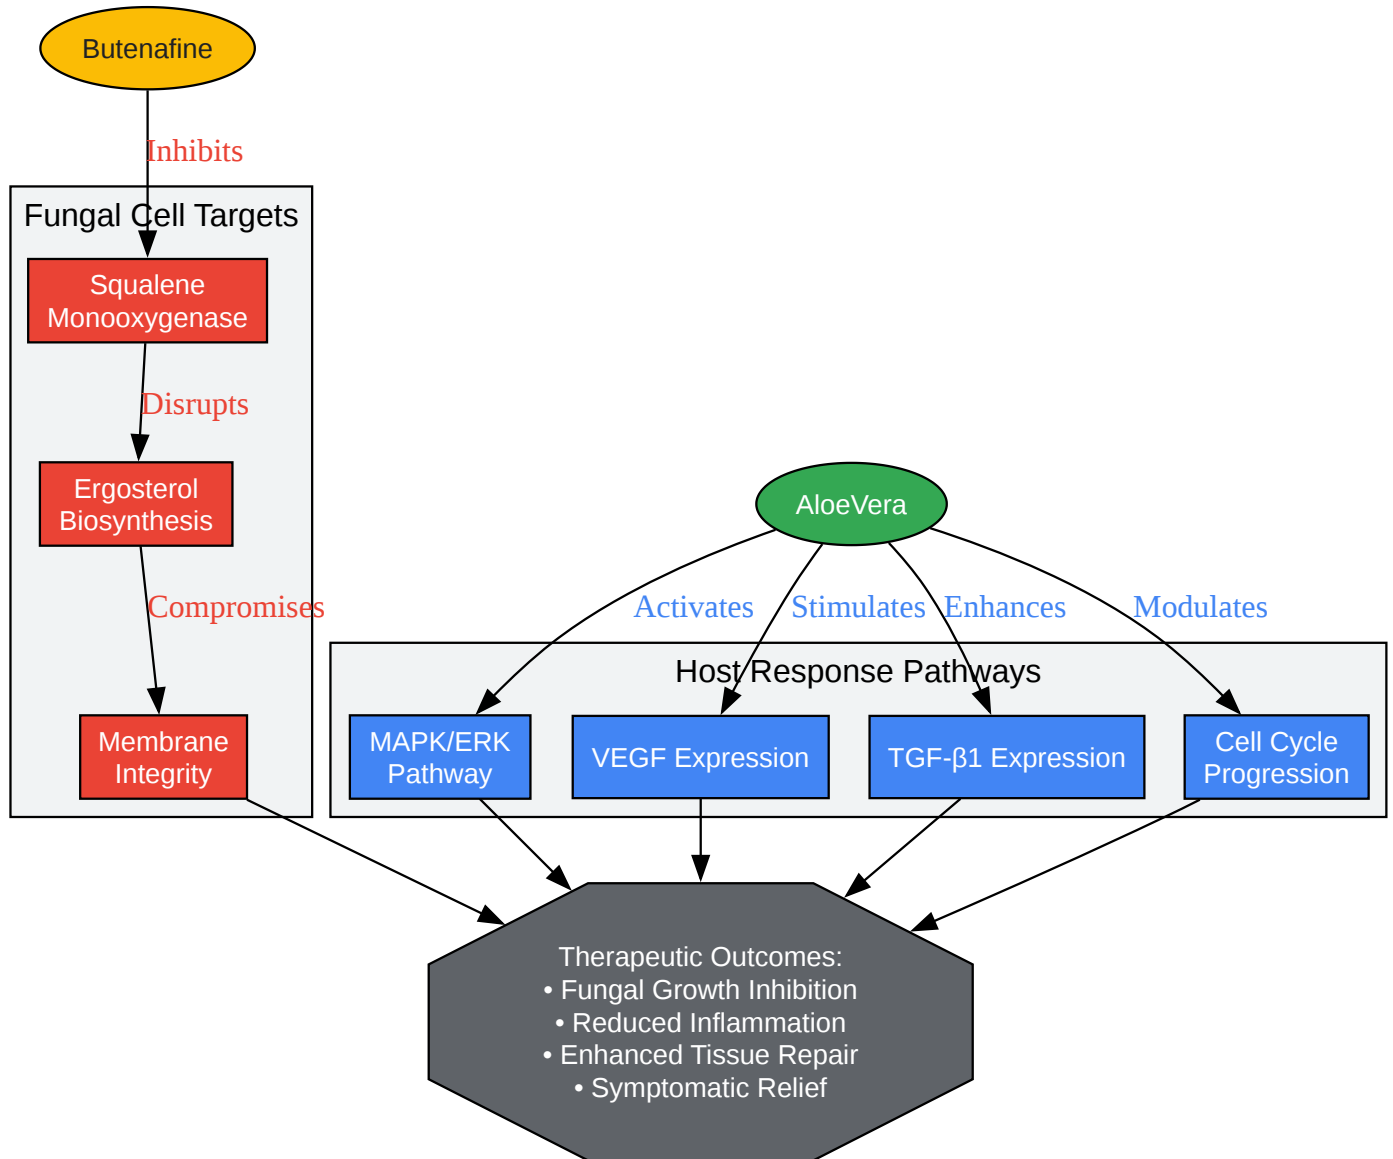 Butenafine
Inhibits
Fungal Cell Targets
Squalene
Monooxygenase
Disrupts
Ergosterol
Biosynthesis
Compromises
Membrane
Integrity
AloeVera
Activates
Stimulates
Enhances
Modulates
Host Response Pathways
MAPK/ERK
Pathway
VEGF Expression
TGF-β1 Expression
Cell Cycle
Progression
Therapeutic Outcomes:
• Fungal Growth Inhibition
• Reduced Inflammation
• Enhanced Tissue Repair
• Symptomatic Relief